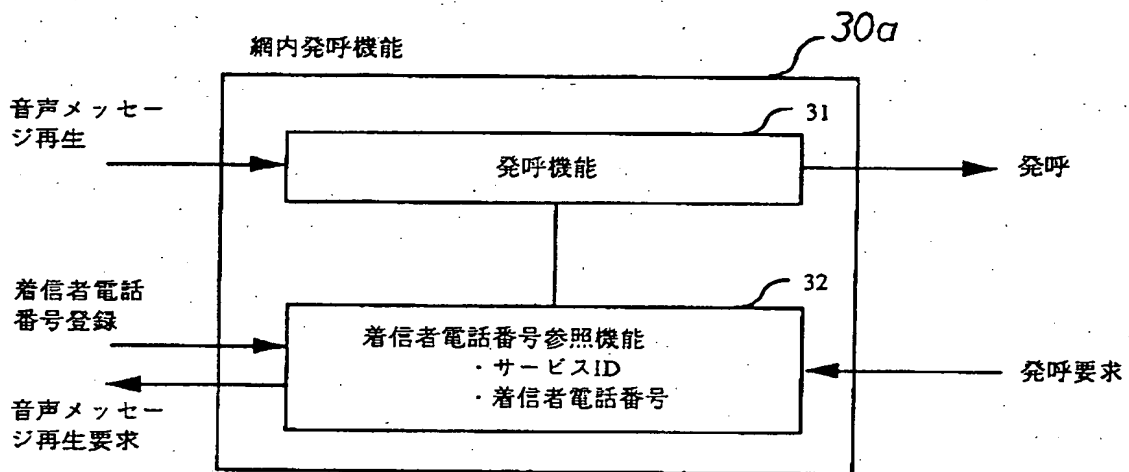 30a
網内発呼機能
音声メッセー
ジ再生
31
発呼機能
発呼
着信者電話
番号登録
32
着信者電話番号参照機能
・サービスID
・着信者電話番号
発呼要求
音声メッセー
ジ再生要求